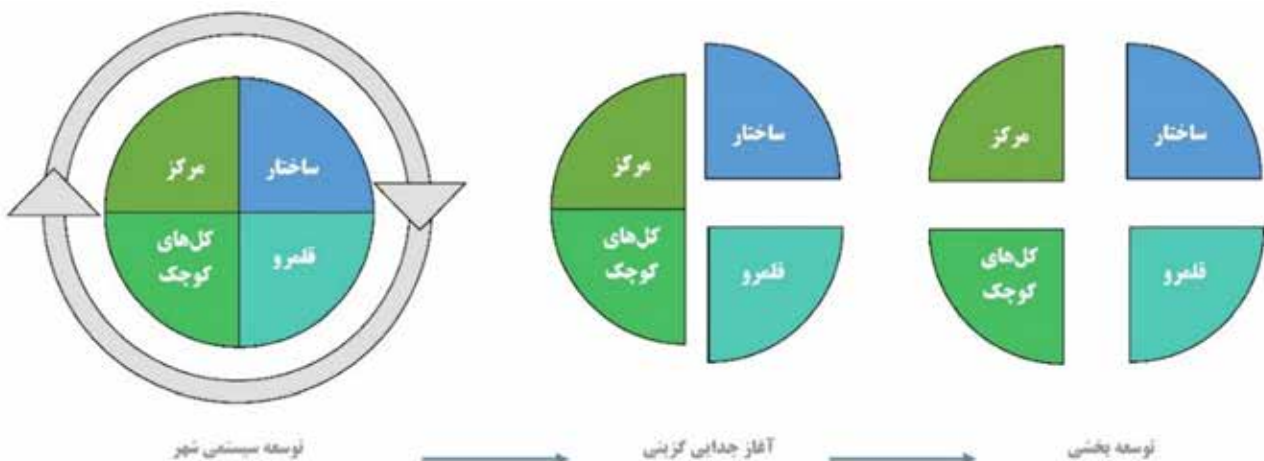 مرکز
ساختار
کل‌های
کوچک
قلمرو
مرکز
ساختار
کل‌های
کوچک
قلمرو
مرکز
ساختار
کل‌های
کوچک
قلمرو
توسعه سیستمی شهر
آغاز جدایی گزینی
توسعه بخشی